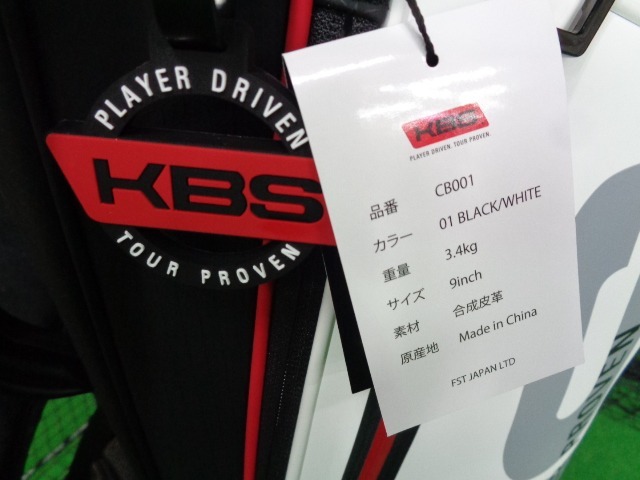 PLAYER DRIVEN
KBS
TOUR PROVEN
KBS
PLAYER DRIVEN. TOUR PROVEN.
品番 CB001
カラー 01 BLACK/WHITE
重量 3.4kg
サイズ 9inch
素材 合成皮革
原産地 Made in China
FST JAPAN LTD
PROVEN